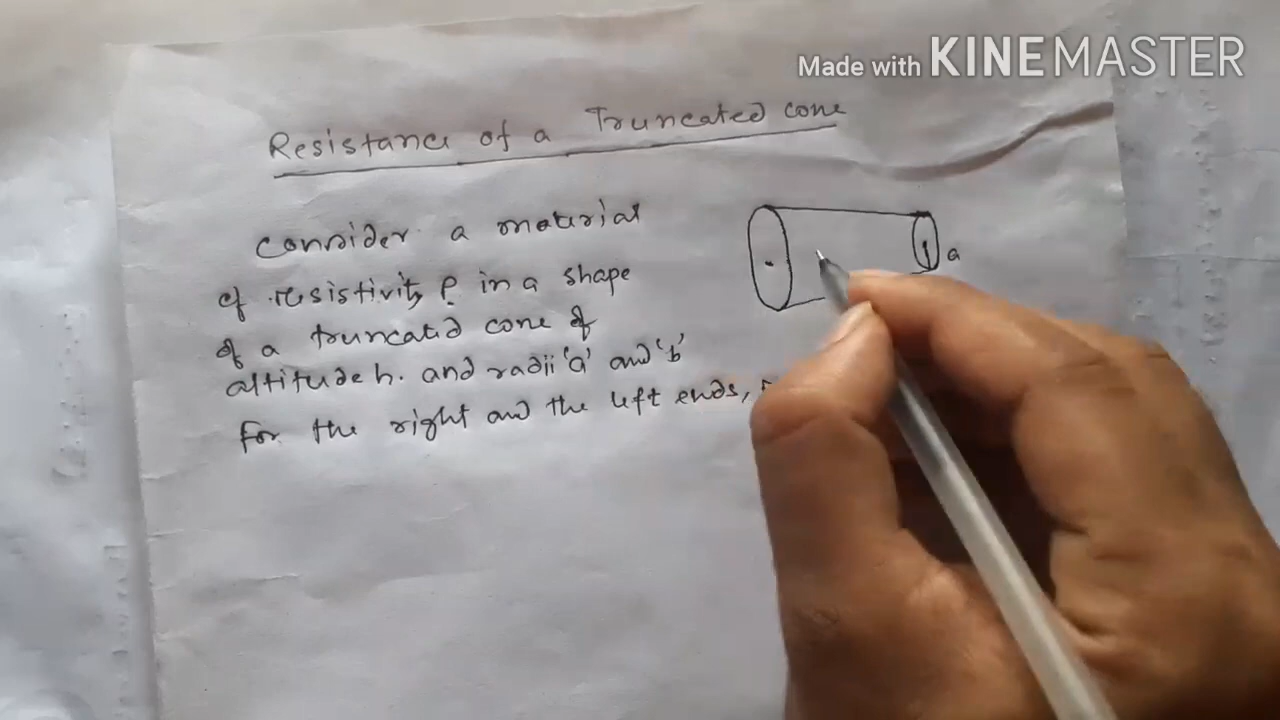 Made with KINEMASTER
Resistance of a Truncated cone
Consider a material
of resistivity ρ in a shape
of a truncated cone of
altitude h. and radii 'a' and 'b'
for the right and the left ends,
a